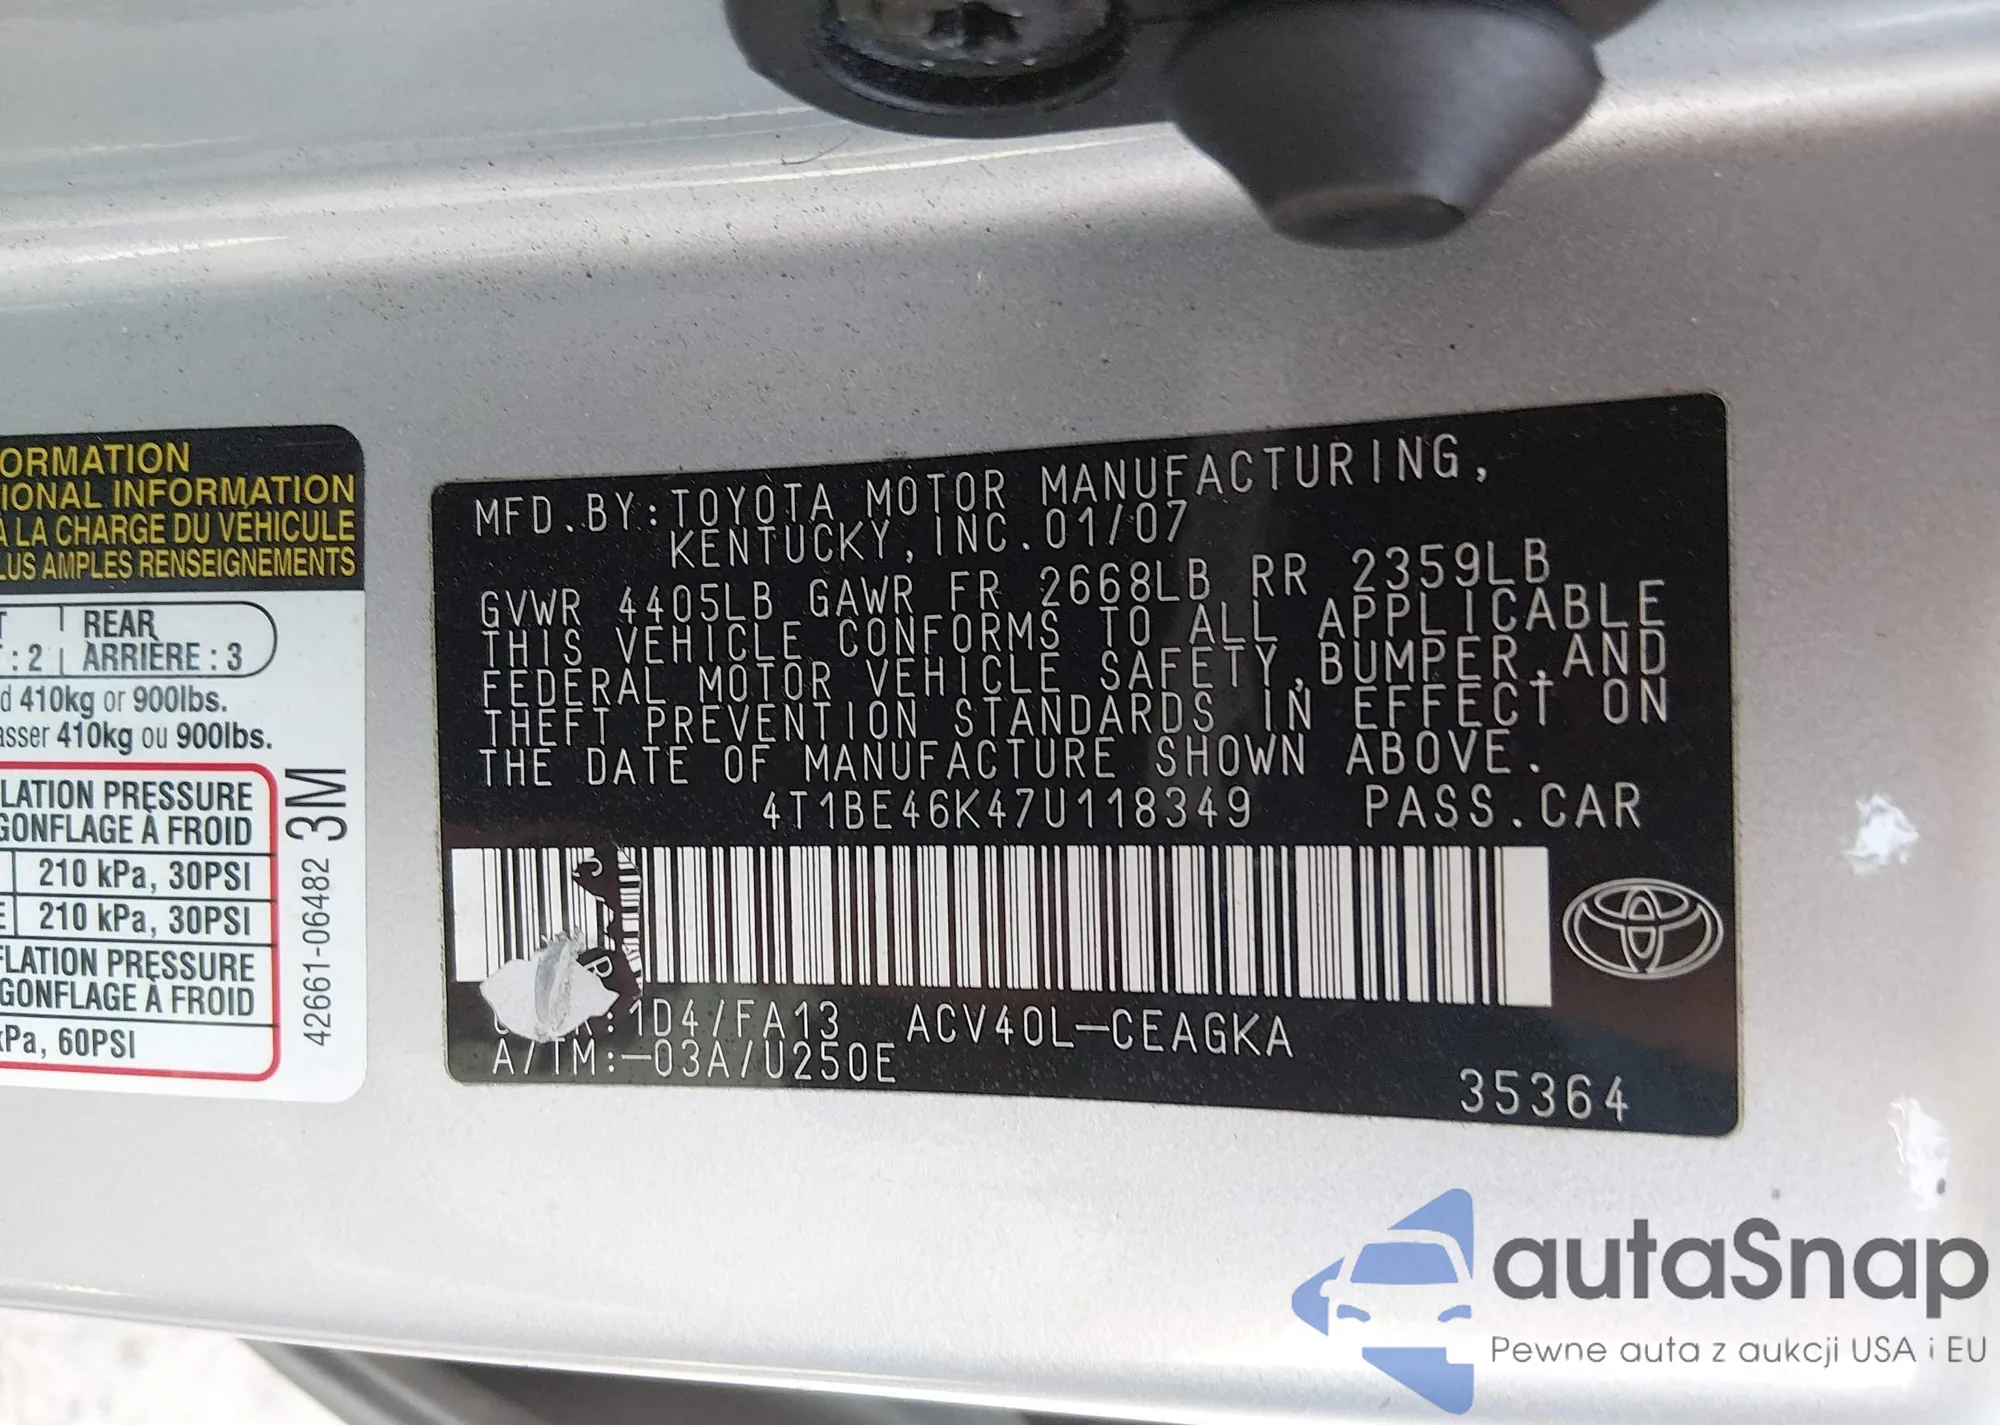 ORMATION
IONAL INFORMATION
À LA CHARGE DU VÉHICULE
LUS AMPLES RENSEIGNEMENTS
T REAR
: 2 ARRIÈRE : 3
d 410kg or 900lbs.
asser 410kg ou 900lbs.
LATION PRESSURE
GONFLAGE À FROID
210 kPa, 30PSI
E 210 kPa, 30PSI
FLATION PRESSURE
GONFLAGE À FROID
kPa, 60PSI
42661-06482 3M
MFD.BY:TOYOTA MOTOR MANUFACTURING,
KENTUCKY,INC.01/07
GVWR 4405LB GAWR FR 2668LB RR 2359LB
THIS VEHICLE CONFORMS TO ALL APPLICABLE
FEDERAL MOTOR VEHICLE SAFETY,BUMPER,AND
THEFT PREVENTION STANDARDS IN EFFECT ON
THE DATE OF MANUFACTURE SHOWN ABOVE.
4T1BE46K47U118349 PASS.CAR
:1D4/FA13 ACV40L-CEAGKA
A/TM:-03A/U250E
35364
autaSnap
Pewne auta z aukcji USA i EU